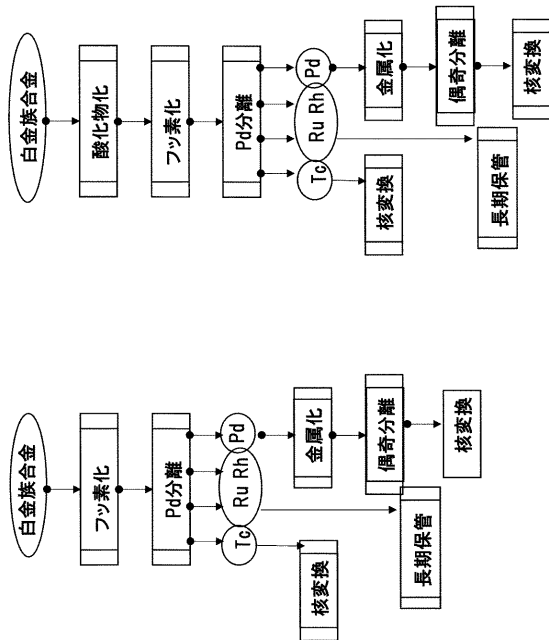 白金族合金
フッ素化
Pd分離
Tc
Ru Rh
Pd
核変換
金属化
長期保管
偶奇分離
核変換
白金族合金
酸化物化
フッ素化
Pd分離
Tc
Ru Rh
Pd
核変換
金属化
長期保管
偶奇分離
核変換